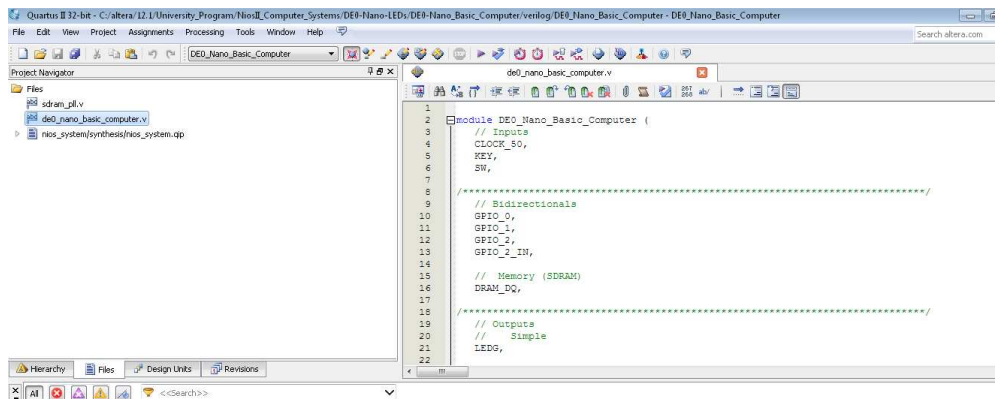 Quartus II 32-bit - C:/altera/12.1/University_Program/NiosII_Computer_Systems/DE0-Nano-LEDs/DE0-Nano_Basic_Computer/verilog/DE0_Nano_Basic_Computer - DE0_Nano_Basic_Computer
File Edit View Project Assignments Processing Tools Window Help
Search altera.com
DE0_Nano_Basic_Computer
Project Navigator
Files
sdram_pll.v
de0_nano_basic_computer.v
nios_system/synthesis/nios_system.qip
Hierarchy Files Design Units Revisions
All <<Search>>
de0_nano_basic_computer.v
267
268 ab/
1
2 module DE0_Nano_Basic_Computer (
3 // Inputs
4 CLOCK_50,
5 KEY,
6 SW,
7
8 /*****************************************************************************/
9 // Bidirectionals
10 GPIO_0,
11 GPIO_1,
12 GPIO_2,
13 GPIO_2_IN,
14
15 // Memory (SDRAM)
16 DRAM_DQ,
17
18 /*****************************************************************************/
19 // Outputs
20 // Simple
21 LEDG,
22